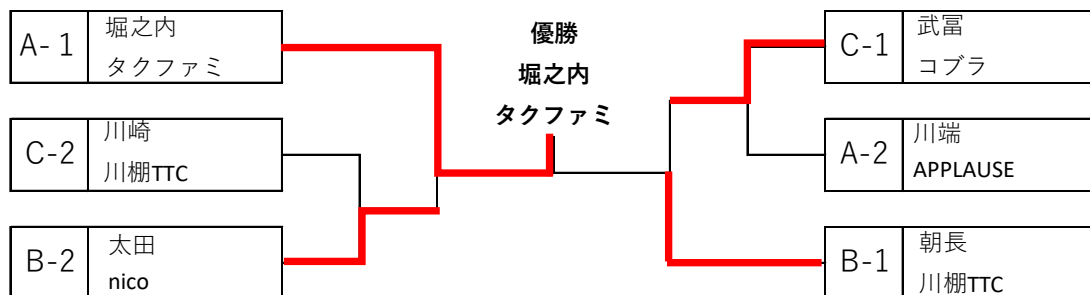 A-1
堀之内
タクファミ
C-2
川崎
川棚TTC
B-2
太田
nico
優勝
堀之内
タクファミ
C-1
武冨
コブラ
A-2
川端
APPLAUSE
B-1
朝長
川棚TTC